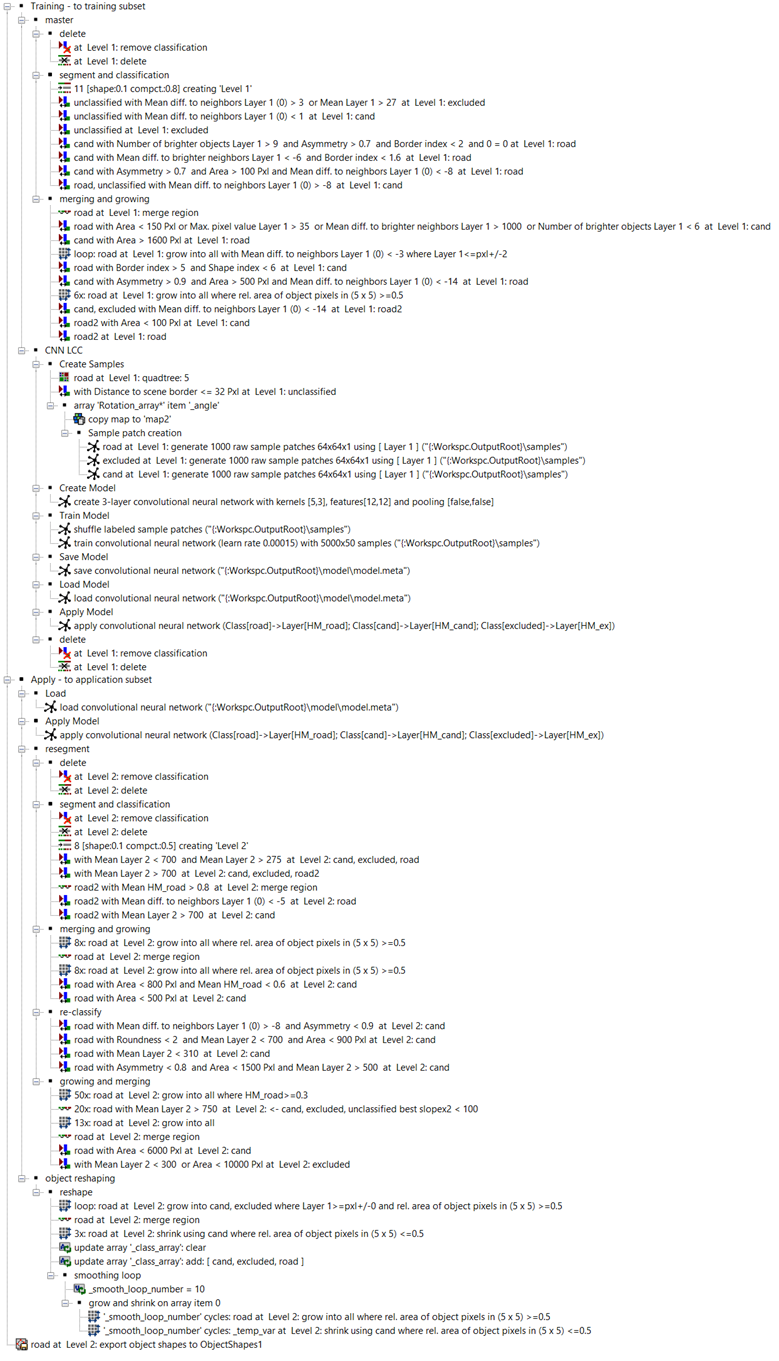 Training - to training subset
master
delete
at Level 1: remove classification
at Level 1: delete
segment and classification
11 [shape:0.1 compct.:0.8] creating 'Level 1'
unclassified with Mean diff. to neighbors Layer 1 (0) > 3 or Mean Layer 1 > 27 at Level 1: excluded
unclassified with Mean diff. to neighbors Layer 1 (0) < 1 at Level 1: cand
unclassified at Level 1: excluded
cand with Number of brighter objects Layer 1 > 9 and Asymmetry > 0.7 and Border index < 2 and 0 = 0 at Level 1: road
cand with Mean diff. to brighter neighbors Layer 1 < -6 and Border index < 1.6 at Level 1: road
cand with Asymmetry > 0.7 and Area > 100 Pxl and Mean diff. to neighbors Layer 1 (0) < -8 at Level 1: road
road, unclassified with Mean diff. to neighbors Layer 1 (0) > -8 at Level 1: cand
merging and growing
road at Level 1: merge region
road with Area < 150 Pxl or Max. pixel value Layer 1 > 35 or Mean diff. to brighter neighbors Layer 1 > 1000 or Number of brighter objects Layer 1 < 6 at Level 1: cand
cand with Area > 1600 Pxl at Level 1: road
loop: road at Level 1: grow into all with Mean diff. to neighbors Layer 1 (0) < -3 where Layer 1<=pxl+/-2
road with Border index > 5 and Shape index < 6 at Level 1: cand
cand with Asymmetry > 0.9 and Area > 500 Pxl and Mean diff. to neighbors Layer 1 (0) < -14 at Level 1: road
6x: road at Level 1: grow into all where rel. area of object pixels in (5 x 5) >=0.5
cand, excluded with Mean diff. to neighbors Layer 1 (0) < -14 at Level 1: road2
road2 with Area < 100 Pxl at Level 1: cand
road2 at Level 1: road
CNN LCC
Create Samples
road at Level 1: quadtree: 5
with Distance to scene border <= 32 Pxl at Level 1: unclassified
array 'Rotation_array*' item '_angle'
copy map to 'map2'
Sample patch creation
road at Level 1: generate 1000 raw sample patches 64x64x1 using [ Layer 1 ] ("{:Workspc.OutputRoot}\samples")
excluded at Level 1: generate 1000 raw sample patches 64x64x1 using [ Layer 1 ] ("{:Workspc.OutputRoot}\samples")
cand at Level 1: generate 1000 raw sample patches 64x64x1 using [ Layer 1 ] ("{:Workspc.OutputRoot}\samples")
Create Model
create 3-layer convolutional neural network with kernels [5,3], features[12,12] and pooling [false,false]
Train Model
shuffle labeled sample patches ("{:Workspc.OutputRoot}\samples")
train convolutional neural network (learn rate 0.00015) with 5000x50 samples ("{:Workspc.OutputRoot}\samples")
Save Model
save convolutional neural network ("{:Workspc.OutputRoot}\model\model.meta")
Load Model
load convolutional neural network ("{:Workspc.OutputRoot}\model\model.meta")
Apply Model
apply convolutional neural network (Class[road]->Layer[HM_road]; Class[cand]->Layer[HM_cand]; Class[excluded]->Layer[HM_ex])
delete
at Level 1: remove classification
at Level 1: delete
Apply - to application subset
Load
load convolutional neural network ("{:Workspc.OutputRoot}\model\model.meta")
Apply Model
apply convolutional neural network (Class[road]->Layer[HM_road]; Class[cand]->Layer[HM_cand]; Class[excluded]->Layer[HM_ex])
resegment
delete
at Level 2: remove classification
at Level 2: delete
segment and classification
at Level 2: remove classification
at Level 2: delete
8 [shape:0.1 compct.:0.5] creating 'Level 2'
with Mean Layer 2 < 700 and Mean Layer 2 > 275 at Level 2: cand, excluded, road
with Mean Layer 2 > 700 at Level 2: cand, excluded, road2
road2 with Mean HM_road > 0.8 at Level 2: merge region
road2 with Mean diff. to neighbors Layer 1 (0) < -5 at Level 2: road
road2 with Mean Layer 2 > 700 at Level 2: cand
merging and growing
8x: road at Level 2: grow into all where rel. area of object pixels in (5 x 5) >=0.5
road at Level 2: merge region
8x: road at Level 2: grow into all where rel. area of object pixels in (5 x 5) >=0.5
road with Area < 800 Pxl and Mean HM_road < 0.6 at Level 2: cand
road with Area < 500 Pxl at Level 2: cand
re-classify
road with Mean diff. to neighbors Layer 1 (0) > -8 and Asymmetry < 0.9 at Level 2: cand
road with Roundness < 2 and Mean Layer 2 < 700 and Area < 900 Pxl at Level 2: cand
road with Mean Layer 2 < 310 at Level 2: cand
road with Asymmetry < 0.8 and Area < 1500 Pxl and Mean Layer 2 > 500 at Level 2: cand
growing and merging
50x: road at Level 2: grow into all where HM_road>=0.3
20x: road with Mean Layer 2 > 750 at Level 2: <- cand, excluded, unclassified best slopex2 < 100
13x: road at Level 2: grow into all
road at Level 2: merge region
road with Area < 6000 Pxl at Level 2: cand
with Mean Layer 2 < 300 or Area < 10000 Pxl at Level 2: excluded
object reshaping
reshape
loop: road at Level 2: grow into cand, excluded where Layer 1>=pxl+/-0 and rel. area of object pixels in (5 x 5) >=0.5
road at Level 2: merge region
3x: road at Level 2: shrink using cand where rel. area of object pixels in (5 x 5) <=0.5
update array '_class_array': clear
update array '_class_array': add: [ cand, excluded, road ]
smoothing loop
_smooth_loop_number = 10
grow and shrink on array item 0
'_smooth_loop_number' cycles: road at Level 2: grow into all where rel. area of object pixels in (5 x 5) >=0.5
'_smooth_loop_number' cycles: _temp_var at Level 2: shrink using cand where rel. area of object pixels in (5 x 5) <=0.5
road at Level 2: export object shapes to ObjectShapes1